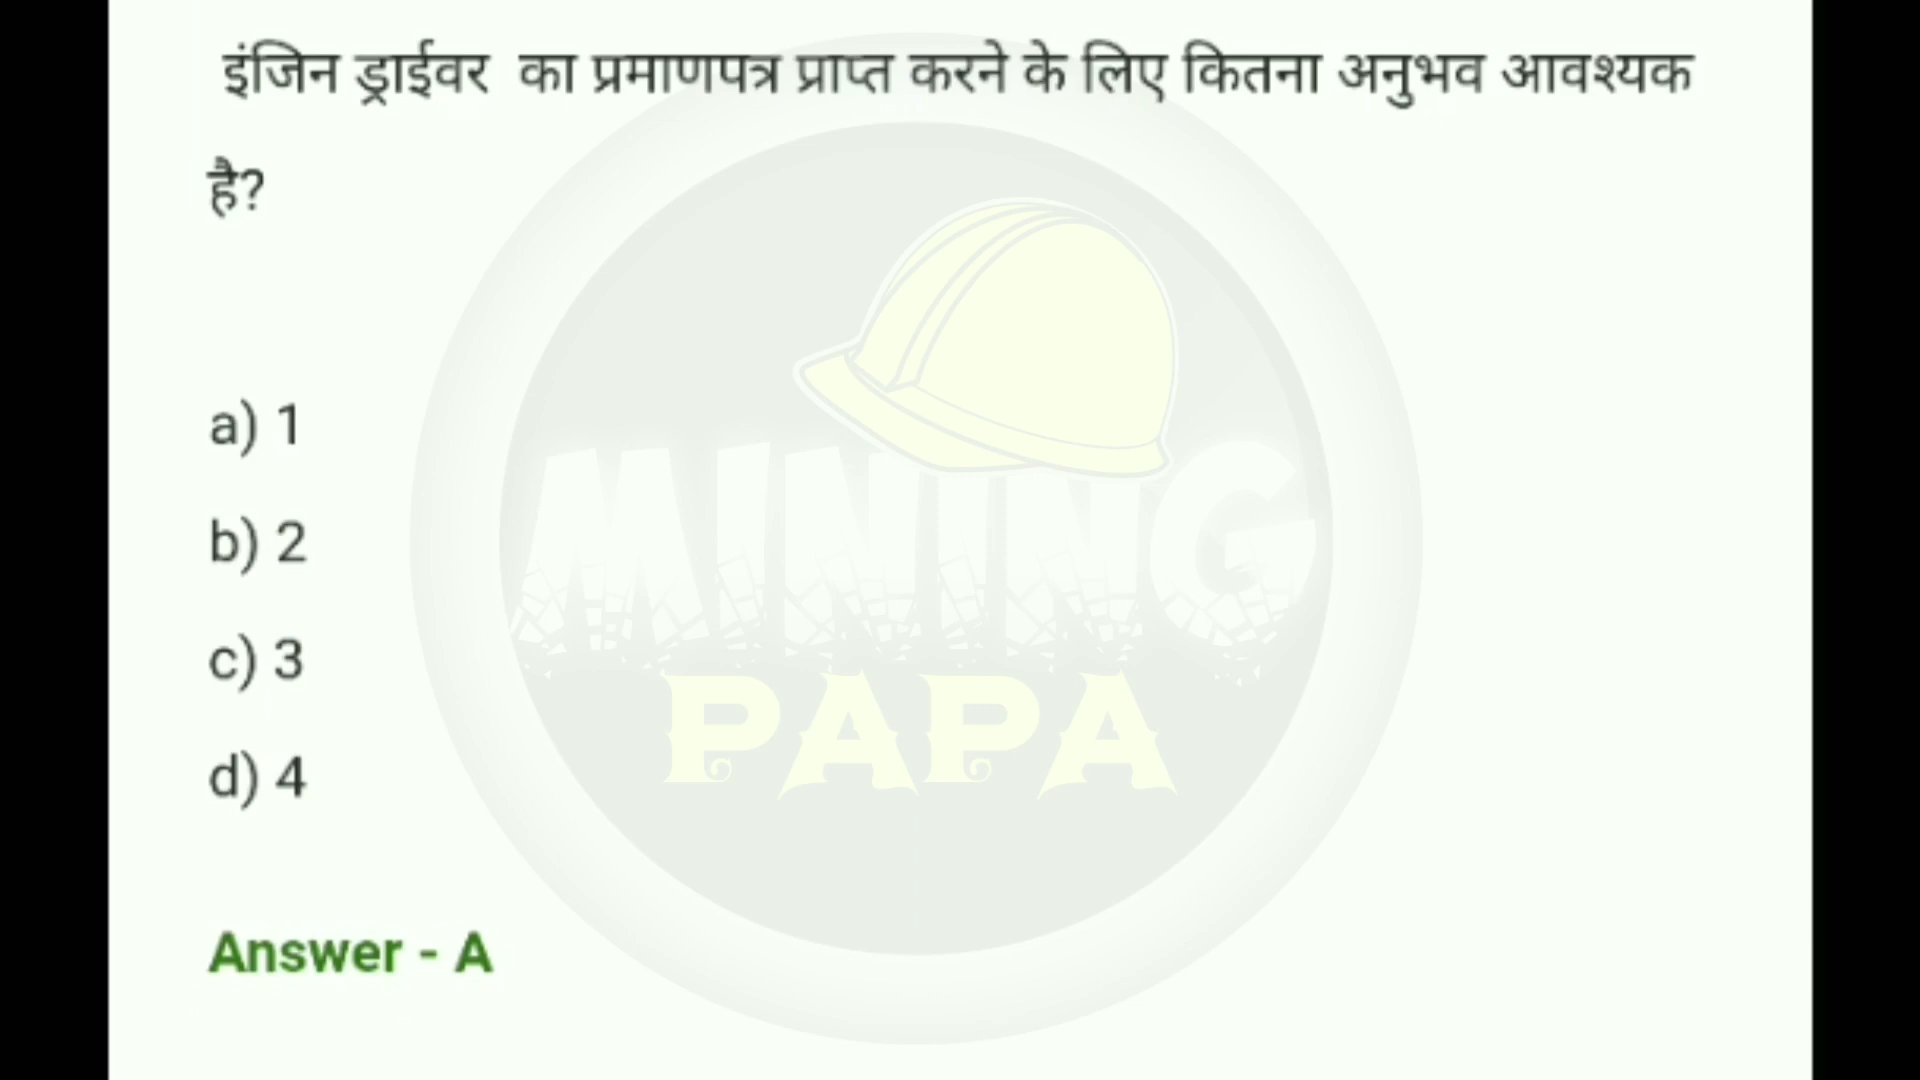 इंजिन ड्राईवर का प्रमाणपत्र प्राप्त करने के लिए कितना अनुभव आवश्यक
है?
a) 1
b) 2
c) 3
d) 4
MINING
PAPA
Answer - A